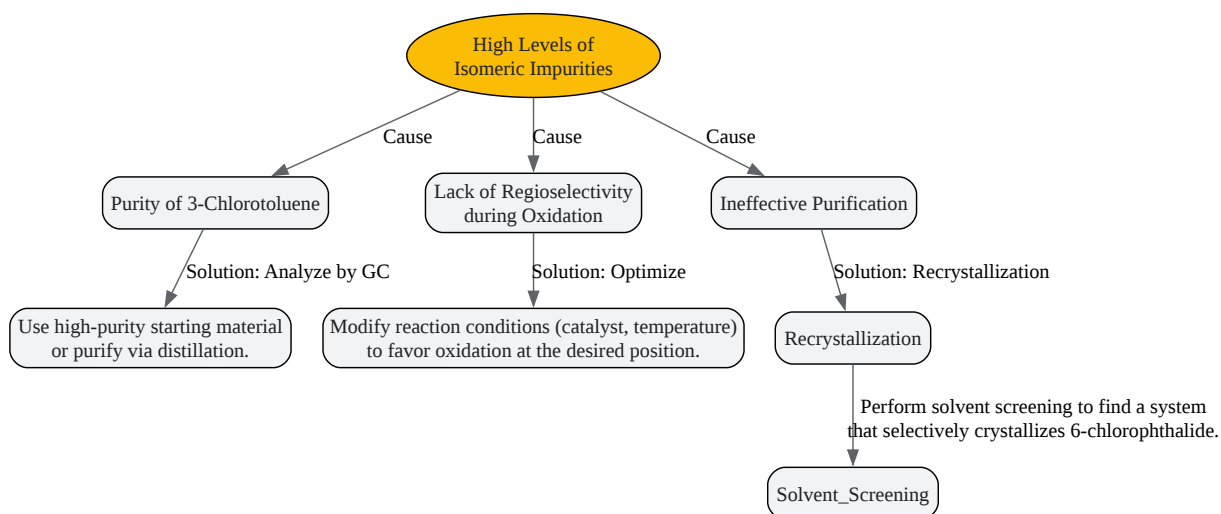 High Levels of
Isomeric Impurities
Cause
Cause
Cause
Purity of 3-Chlorotoluene
Lack of Regioselectivity
during Oxidation
Ineffective Purification
Solution: Analyze by GC
Solution: Optimize
Solution: Recrystallization
Use high-purity starting material
or purify via distillation.
Modify reaction conditions (catalyst, temperature)
to favor oxidation at the desired position.
Recrystallization
Perform solvent screening to find a system
that selectively crystallizes 6-chlorophthalide.
Solvent_Screening